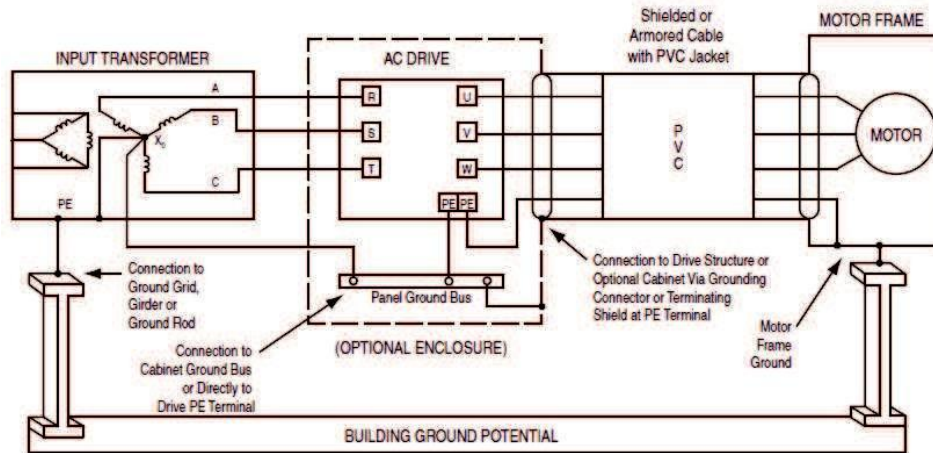 Shielded or
Armored Cable
with PVC Jacket
MOTOR FRAME
INPUT TRANSFORMER
AC DRIVE
A
R
U
B
X₀
S
V
P
V
C
MOTOR
C
T
W
PE
PE
PE
Connection to
Ground Grid,
Girder or
Ground Rod
Panel Ground Bus
Connection to Drive Structure or
Optional Cabinet Via Grounding
Connector or Terminating
Shield at PE Terminal
(OPTIONAL ENCLOSURE)
Connection to
Cabinet Ground Bus
or Directly to
Drive PE Terminal
Motor
Frame
Ground
BUILDING GROUND POTENTIAL